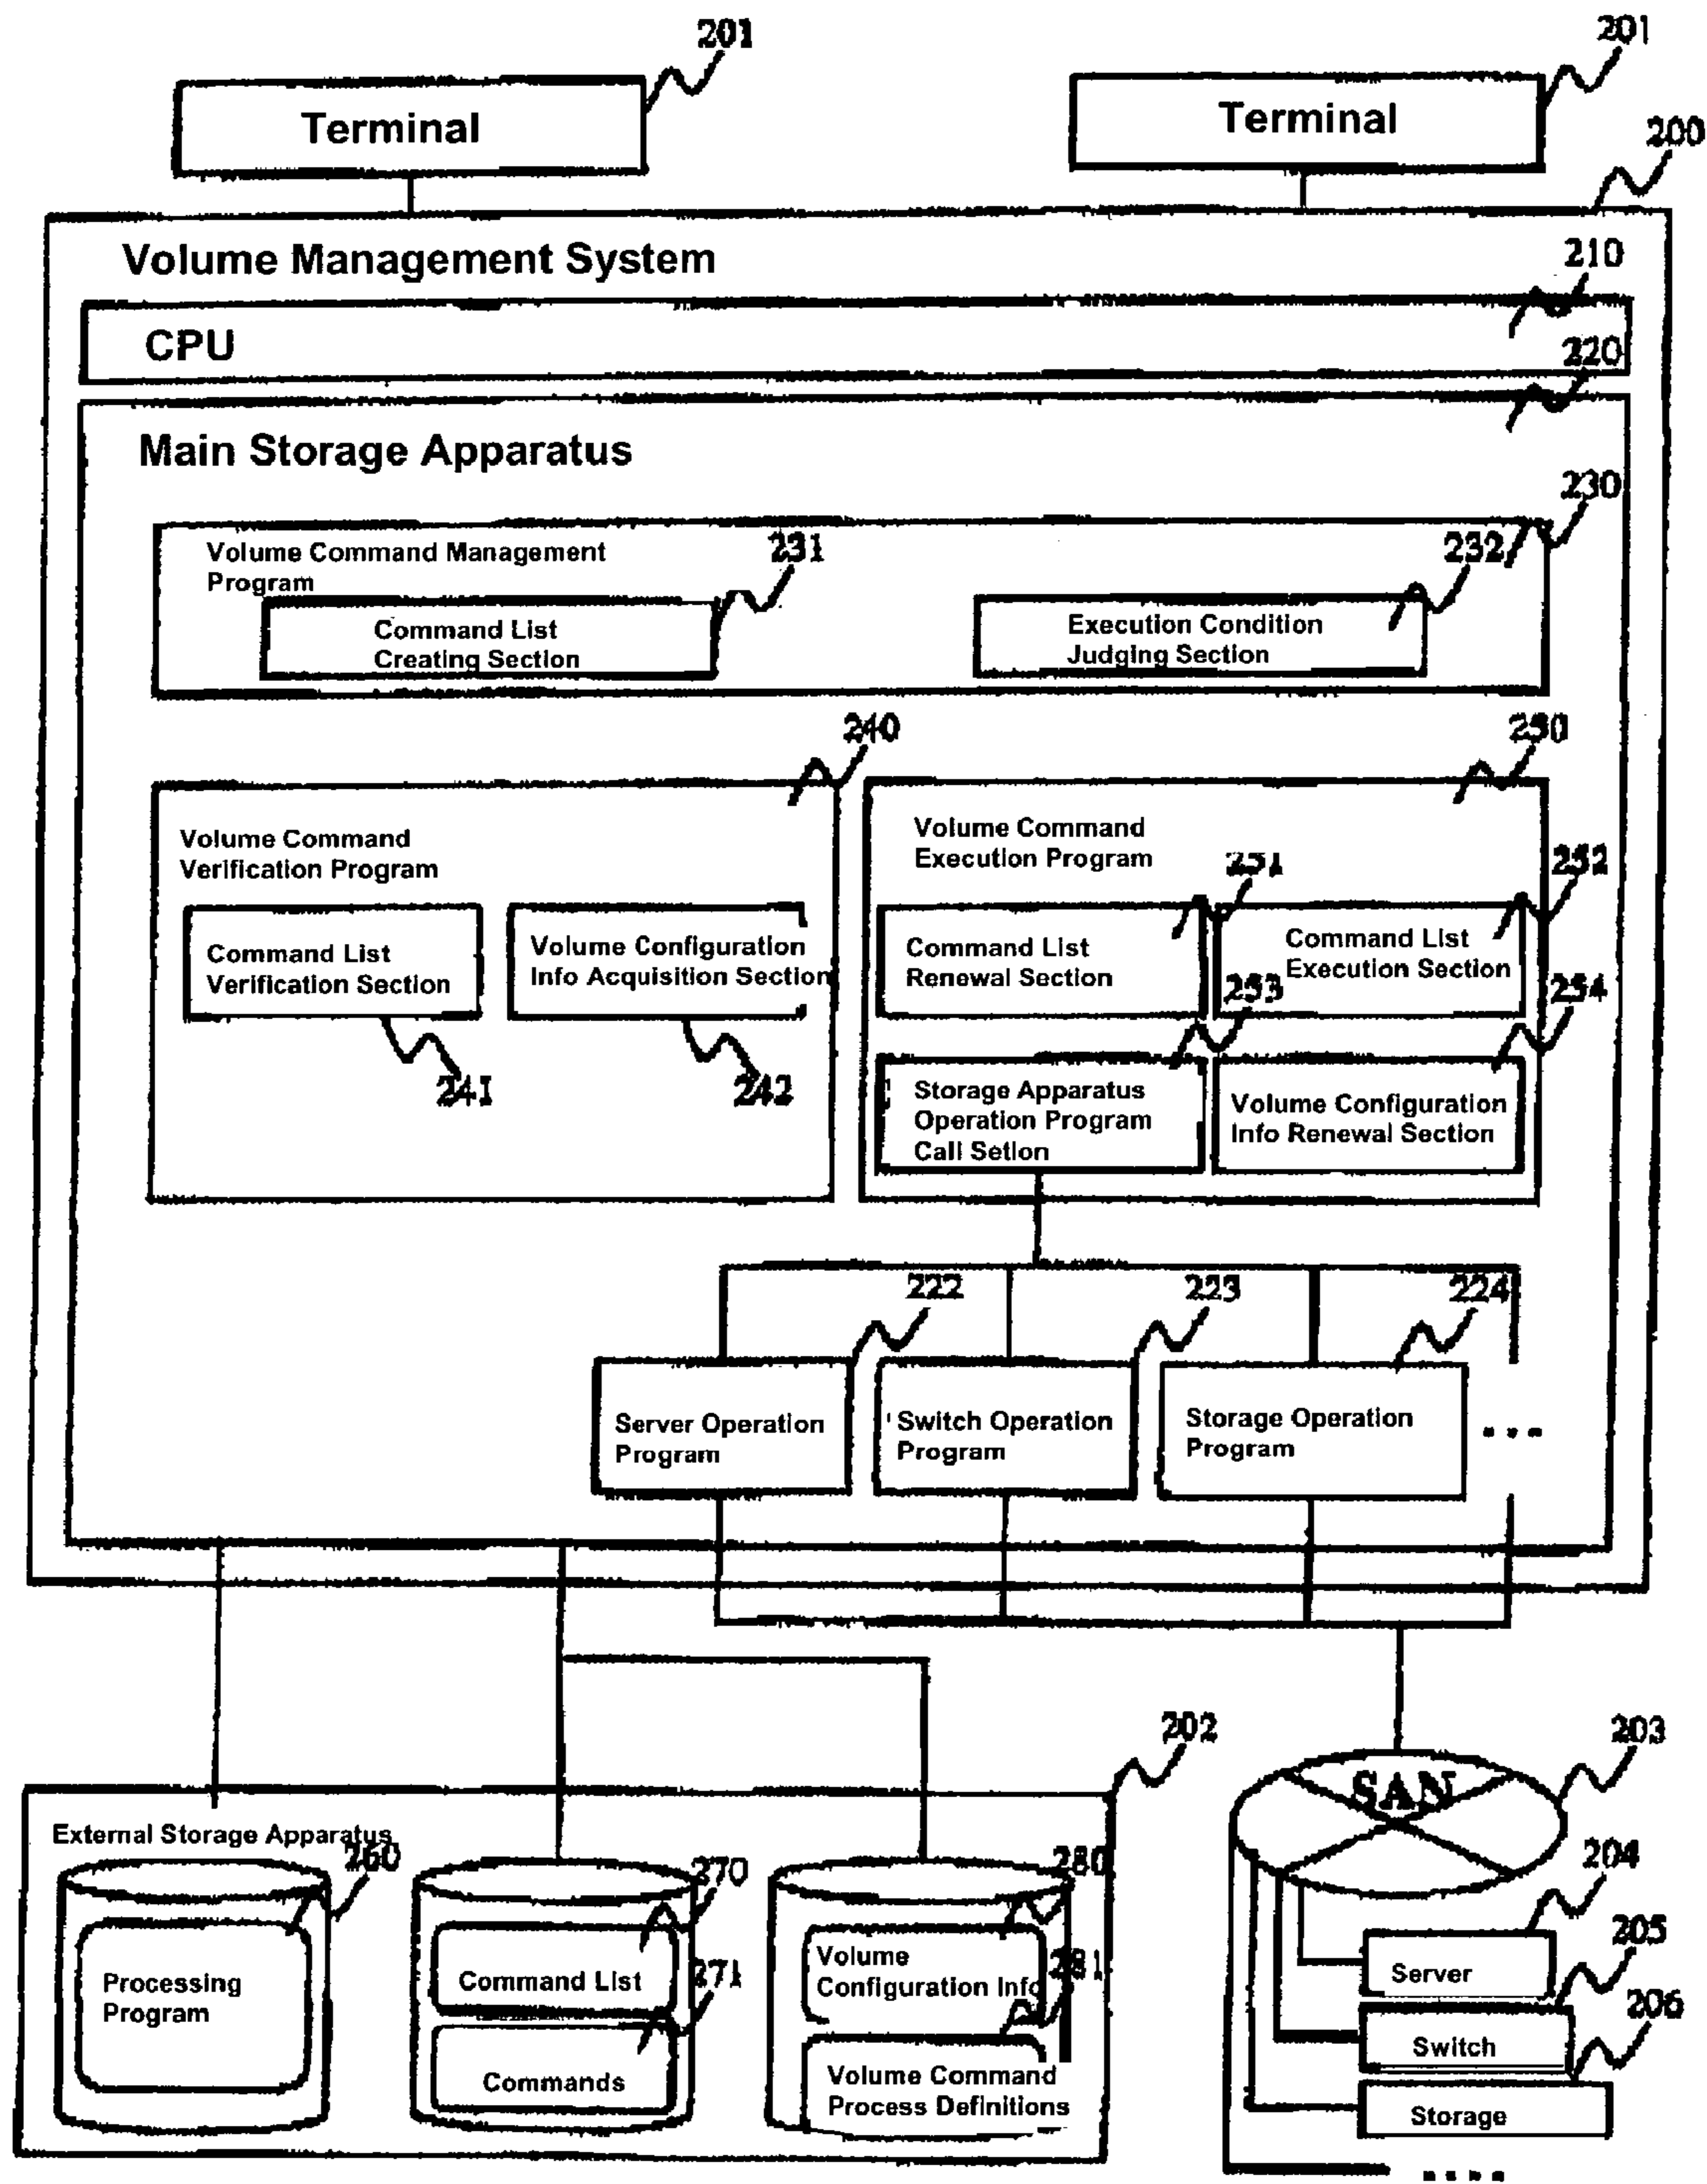 201
201
Terminal
Terminal
200
Volume Management System
210
CPU
220
Main Storage Apparatus
230
Volume Command Management
Program
231
232
Command List
Creating Section
Execution Condition
Judging Section
240
250
Volume Command
Verification Program
Volume Command
Execution Program
251
252
Command List
Verification Section
Volume Configuration
Info Acquisition Section
Command List
Renewal Section
Command List
Execution Section
253
254
241
242
Storage Apparatus
Operation Program
Call Setion
Volume Configuration
Info Renewal Section
222
223
224
Server Operation
Program
Switch Operation
Program
Storage Operation
Program
...
202
203
SAN
External Storage Apparatus
260
270
280
204
Processing
Program
Command List
271
Commands
Volume
Configuration Info
281
Volume Command
Process Definitions
Server
205
Switch
206
Storage
....